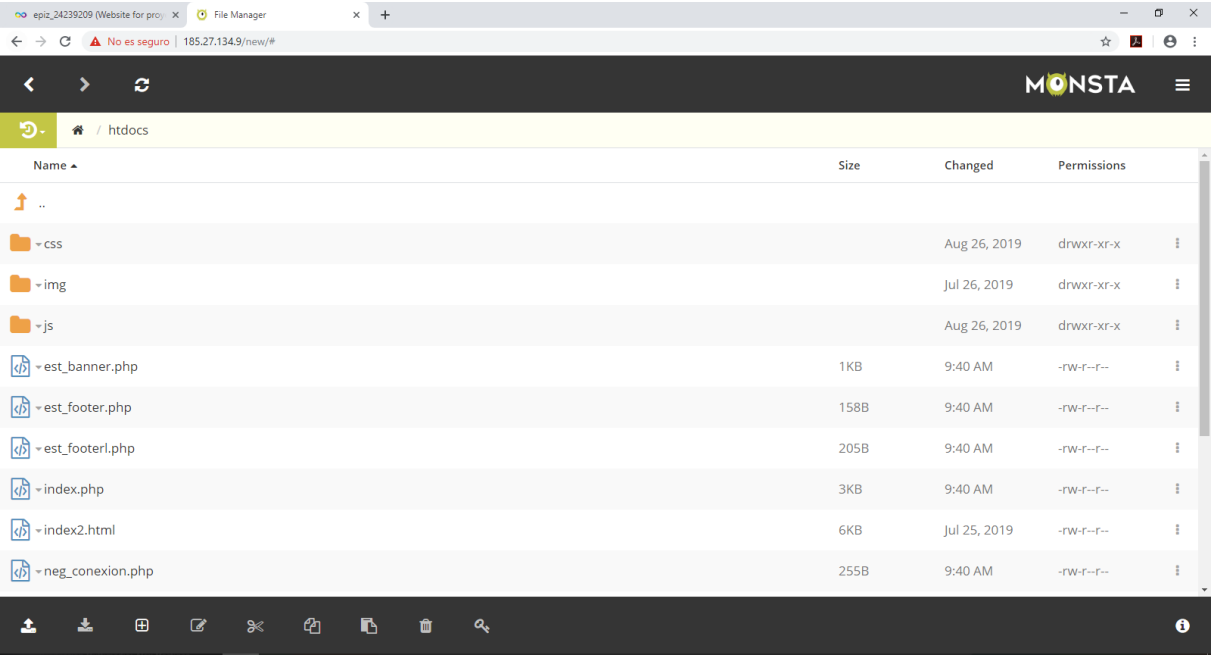 epiz_24239209 (Website for proy
File Manager
No es seguro | 185.27.134.9/new/#
MONSTA
/ htdocs
Name Size Changed Permissions
..
css Aug 26, 2019 drwxr-xr-x
img Jul 26, 2019 drwxr-xr-x
js Aug 26, 2019 drwxr-xr-x
est_banner.php 1KB 9:40 AM -rw-r--r--
est_footer.php 158B 9:40 AM -rw-r--r--
est_footerl.php 205B 9:40 AM -rw-r--r--
index.php 3KB 9:40 AM -rw-r--r--
index2.html 6KB Jul 25, 2019 -rw-r--r--
neg_conexion.php 255B 9:40 AM -rw-r--r--